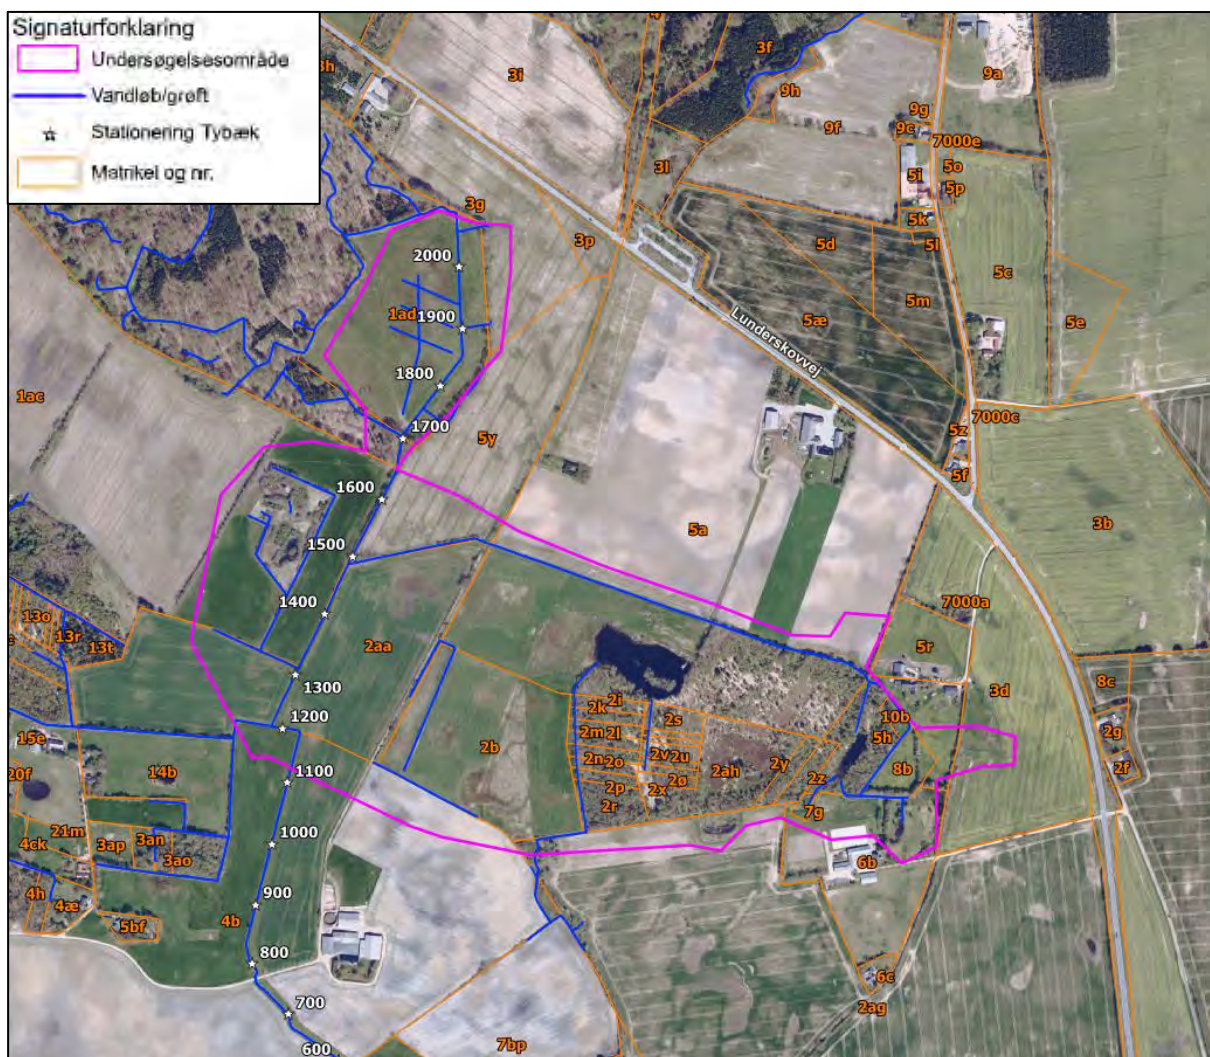 Signaturforklaring
Undersøgelsesområde
Vandløb/grøft
Stationering Tybæk
Matrikel og nr.
3h
3i
4
3f
9h
9a
9g
9f
9c
7000e
3l
5i
5o
5p
3g
5k
3p
5d
5l
2000
5c
5m
1ad
1900
5æ
5e
Lunderskovvej
1800
1ac
7000c
1700
5y
5z
5f
1600
5a
3b
1500
1400
7000a
13o
13r
c
13t
2aa
5r
1300
3d
8c
2k
2i
10b
2s
1200
2m
2l
5h
2g
15e
2b
2v
2u
14b
2n
2o
2ah
2y
8b
2f
20f
1100
2z
2ø
2p
2x
2r
7g
21m
4ck
3an
1000
3ap
3ao
6b
4h
4æ
900
5bf
4b
800
6c
2ag
700
7bp
600